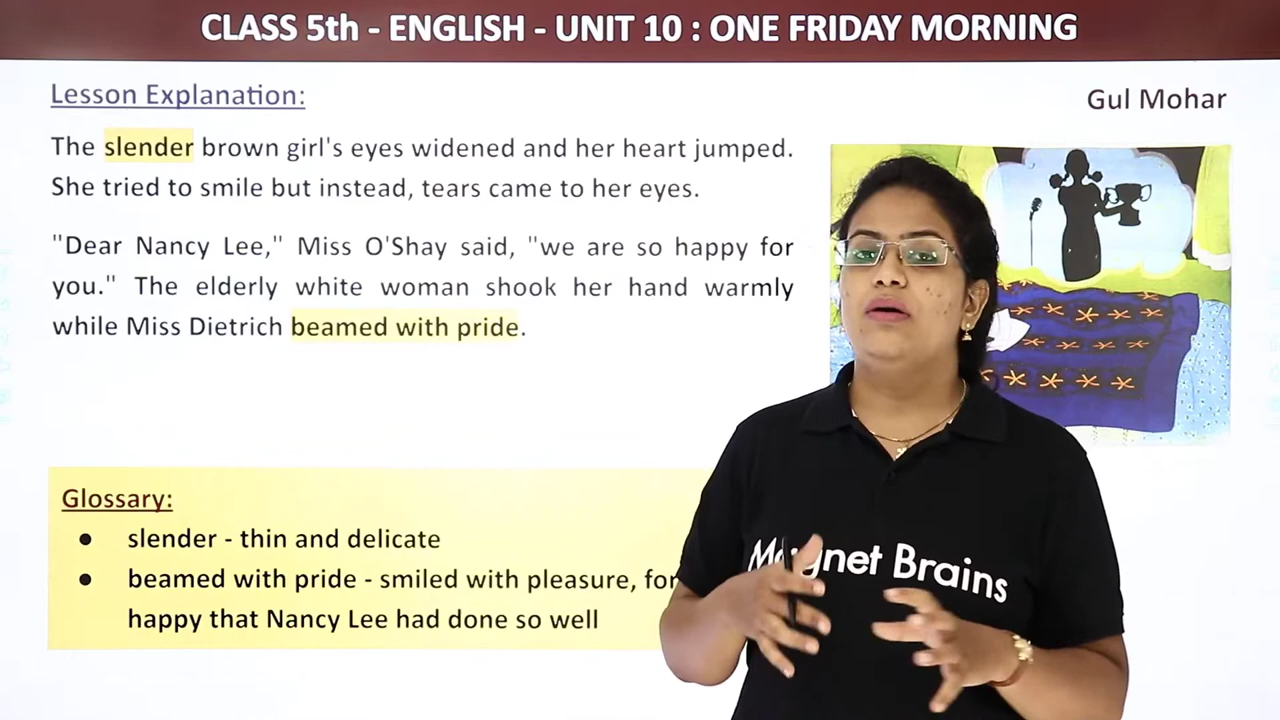 CLASS 5th - ENGLISH - UNIT 10 : ONE FRIDAY MORNING
Lesson Explanation:
Gul Mohar
The slender brown girl's eyes widened and her heart jumped.
She tried to smile but instead, tears came to her eyes.
"Dear Nancy Lee," Miss O'Shay said, "we are so happy for
you." The elderly white woman shook her hand warmly
while Miss Dietrich beamed with pride.
Glossary:
● slender - thin and delicate
● beamed with pride - smiled with pleasure, for
happy that Nancy Lee had done so well
Magnet Brains